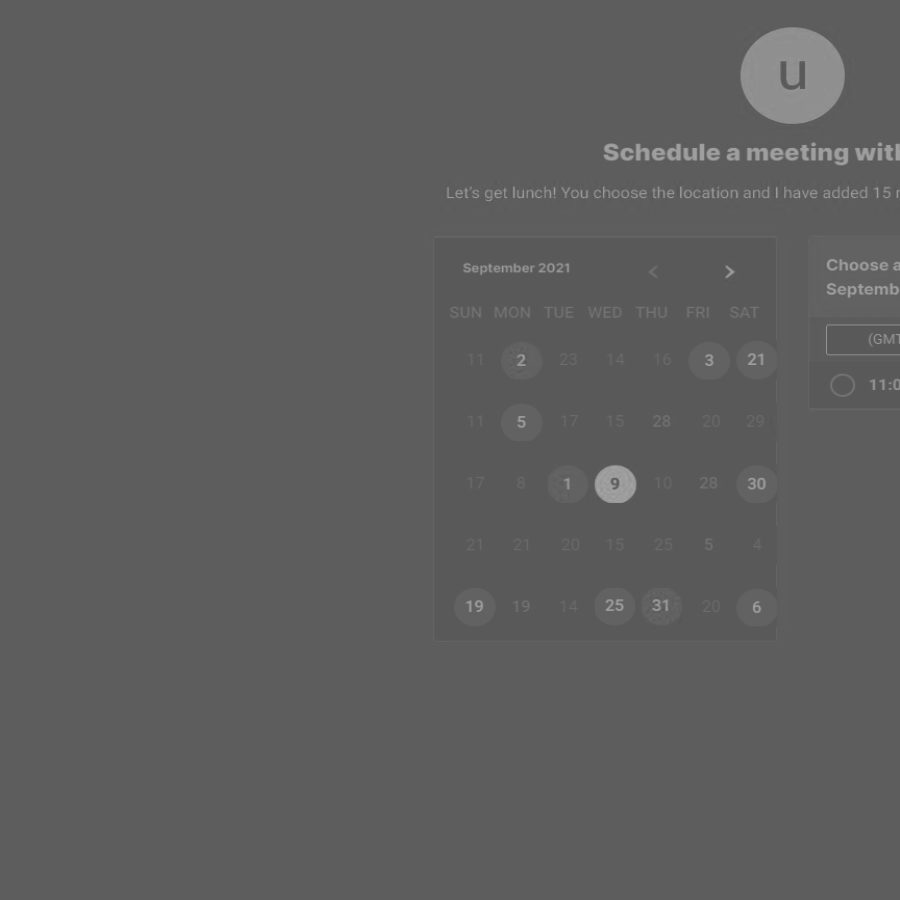 u
Schedule a meeting with
Let's get lunch! You choose the location and I have added 15
September 2021
SUN MON TUE WED THU FRI SAT
11 2 23 14 16 3 21
11 5 17 15 28 20 29
17 8 1 9 10 28 30
21 21 20 15 25 5 4
19 19 14 25 31 20 6
Choose a
Septemb
(GMT
11:0